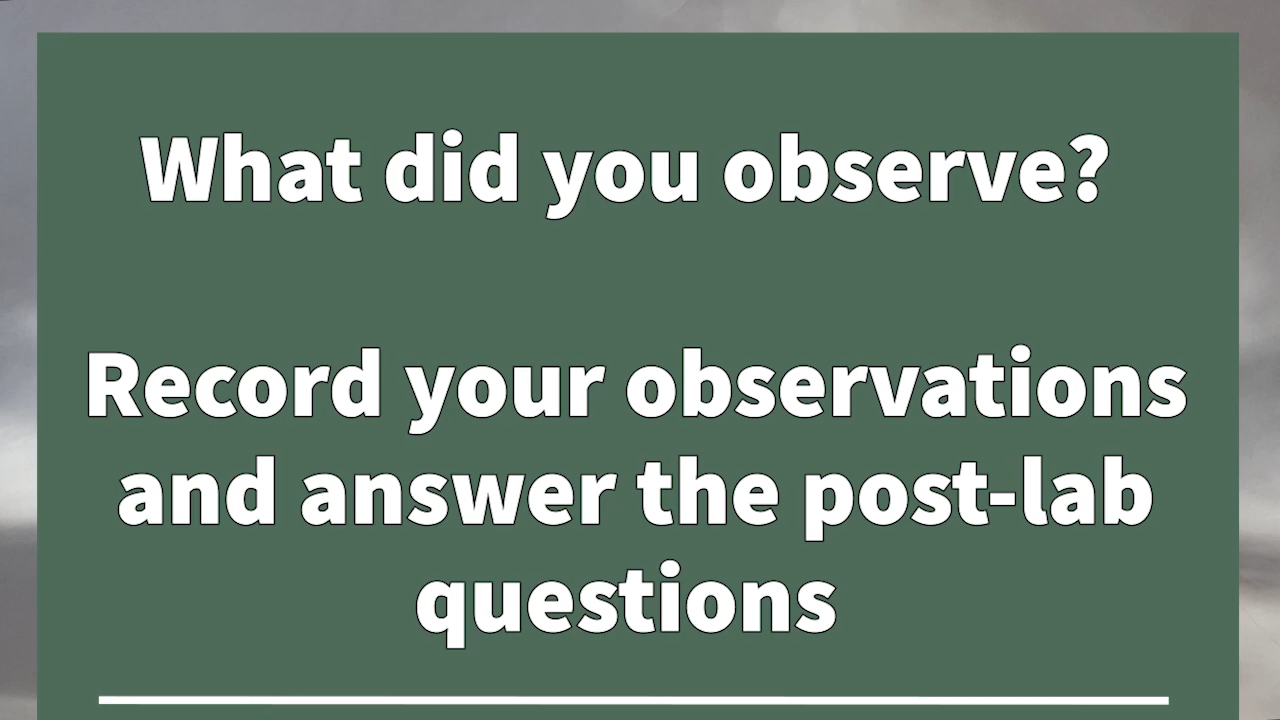 What did you observe?
Record your observations
and answer the post-lab
questions